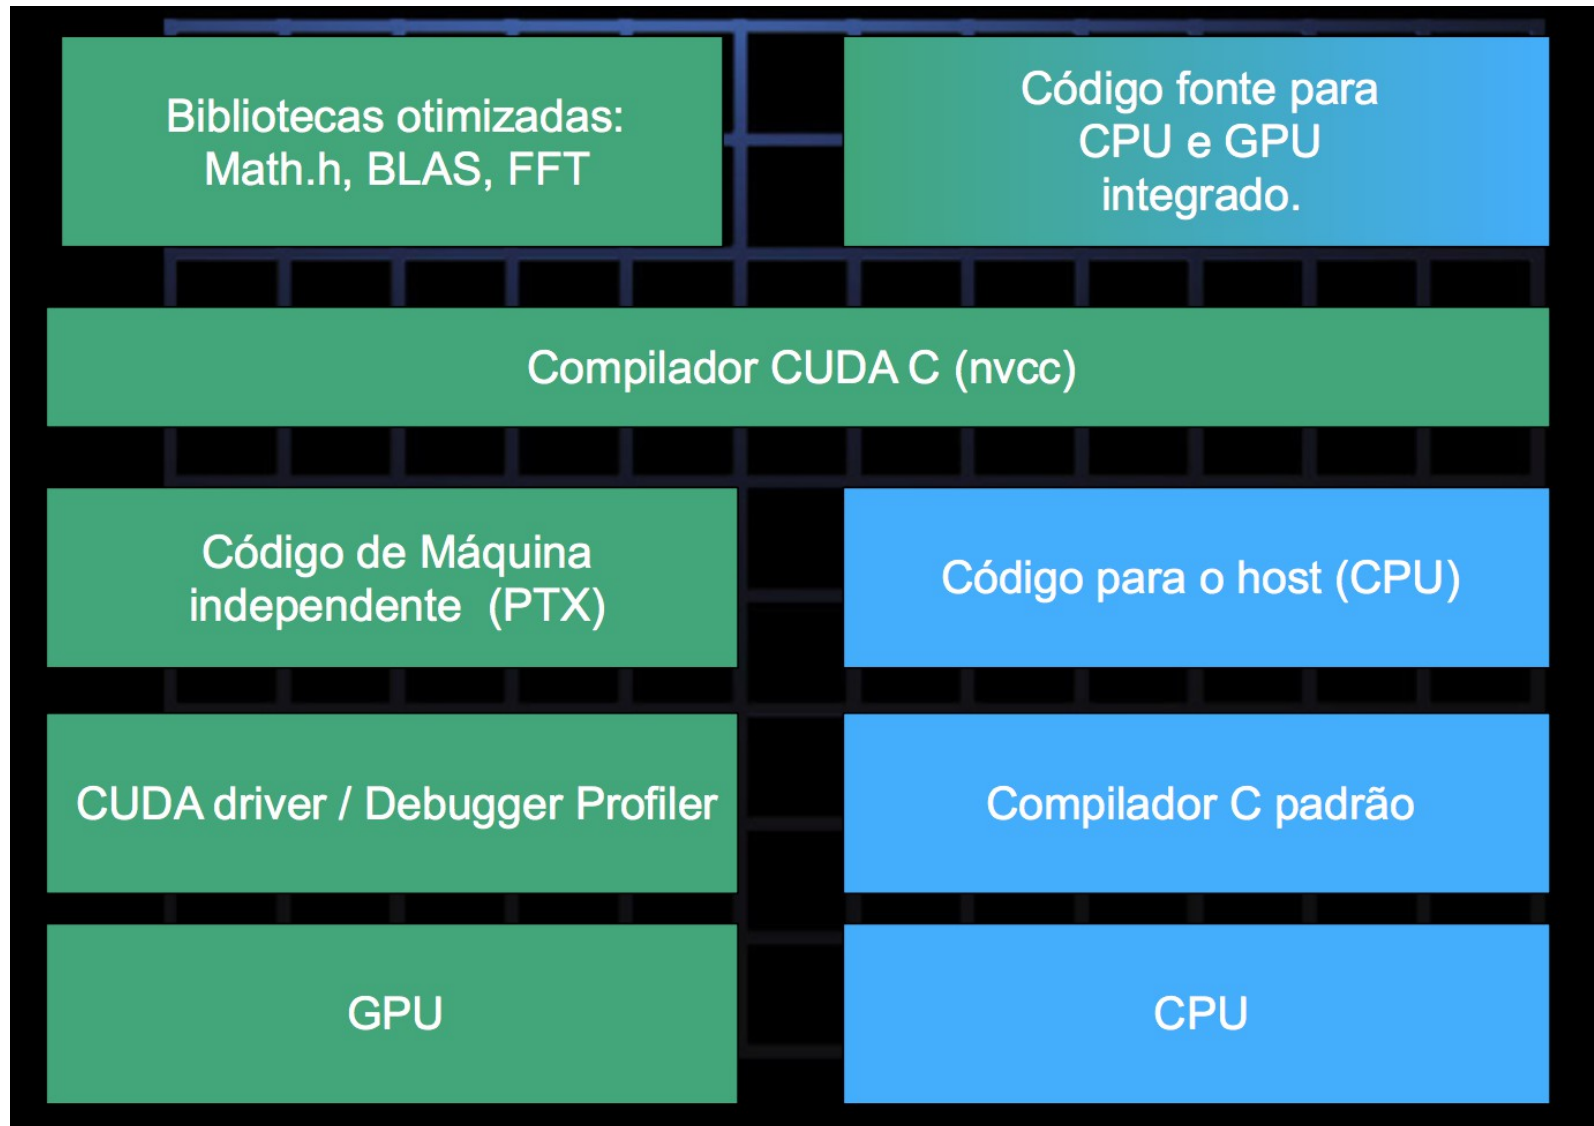 Bibliotecas otimizadas:
Math.h, BLAS, FFT
Código fonte para
CPU e GPU
integrado.
Compilador CUDA C (nvcc)
Código de Máquina
independente (PTX)
Código para o host (CPU)
CUDA driver / Debugger Profiler
Compilador C padrão
GPU
CPU